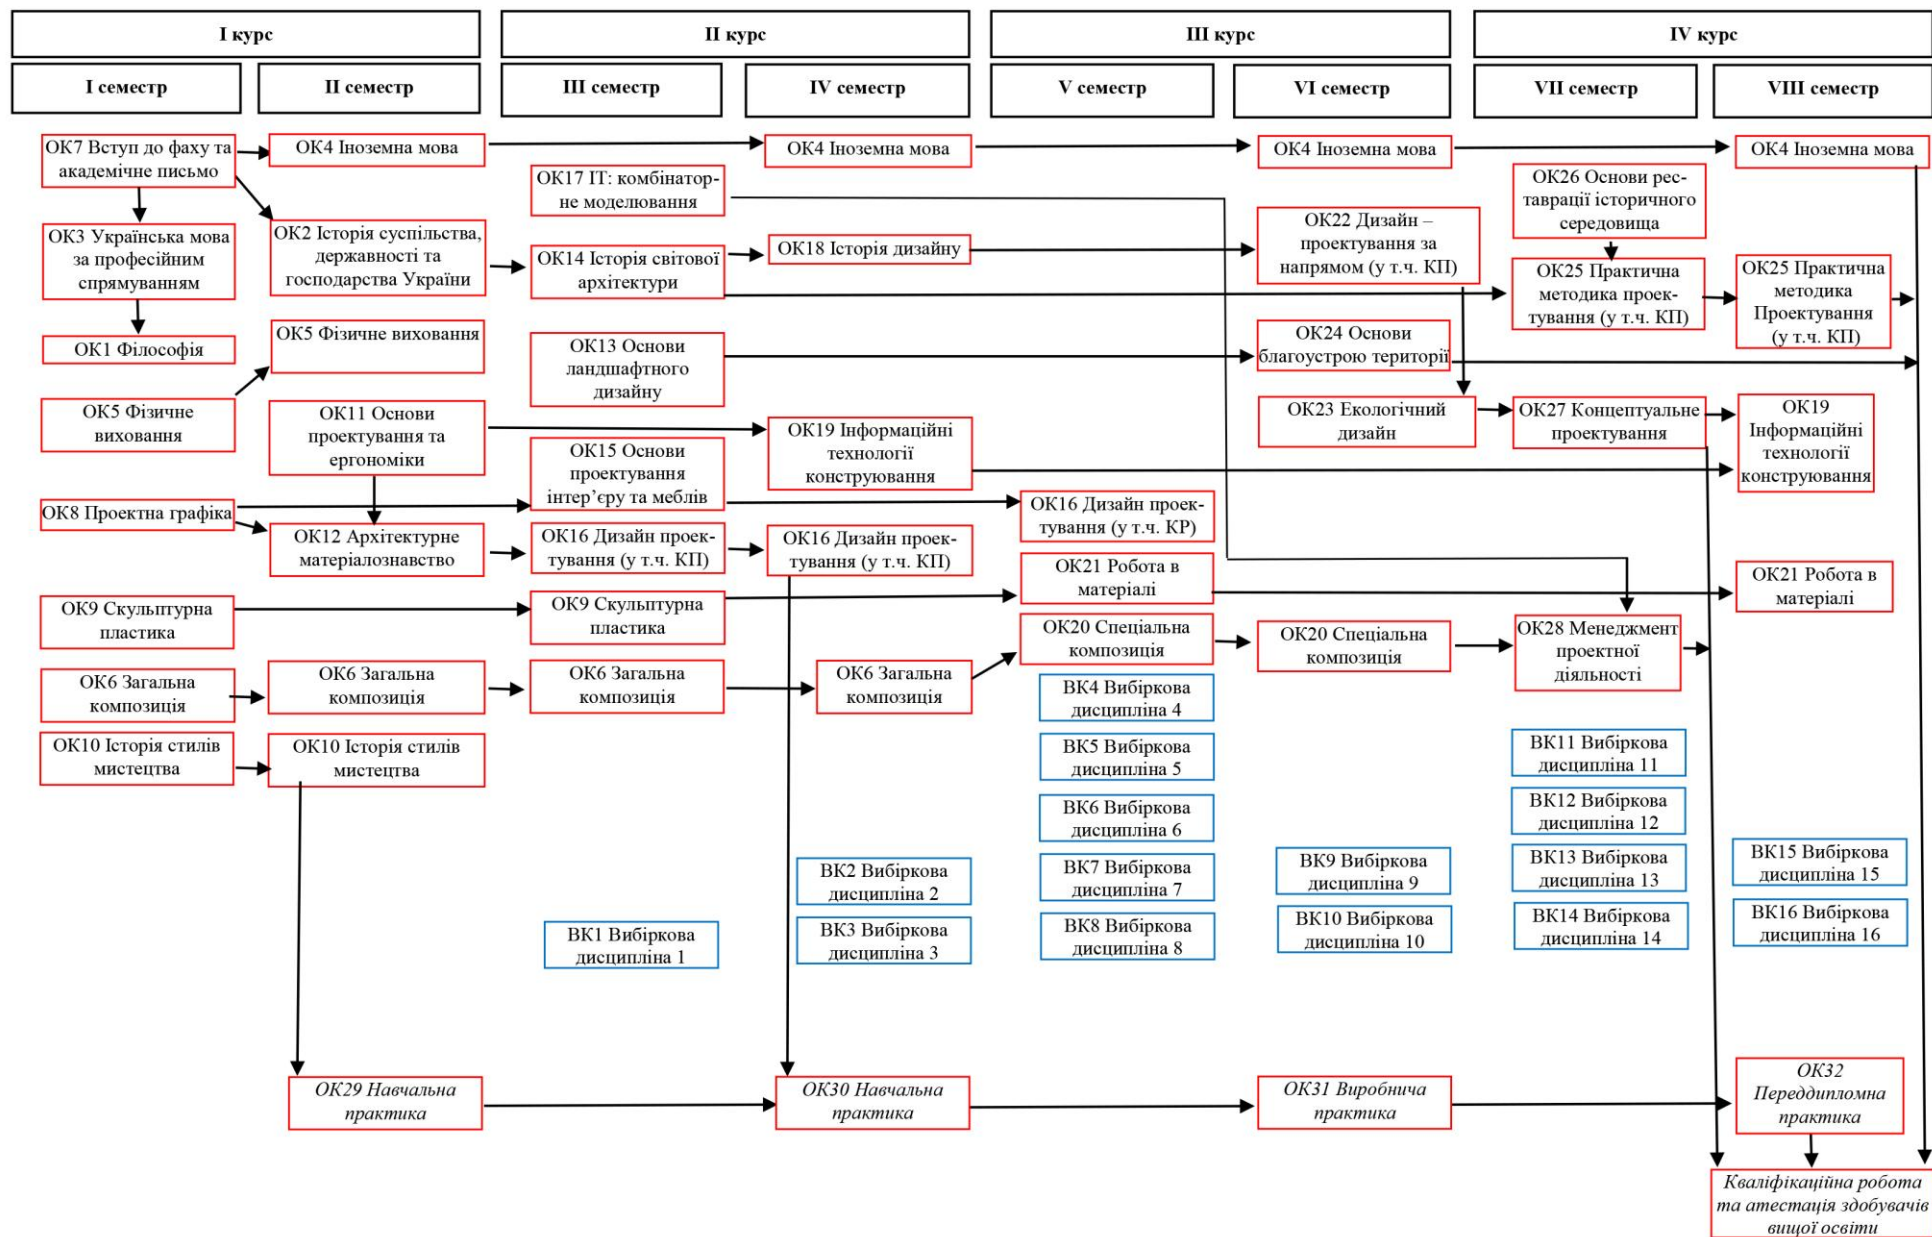 I курс
II курс
III курс
IV курс
I семестр
II семестр
III семестр
IV семестр
V семестр
VI семестр
VII семестр
VIII семестр
ОК7 Вступ до фаху та
академічне письмо
ОК3 Українська мова
за професійним
спрямуванням
ОК1 Філософія
ОК5 Фізичне
виховання
ОК8 Проектна графіка
ОК9 Скульптурна
пластика
ОК6 Загальна
композиція
ОК10 Історія стилів
мистецтва
ОК4 Іноземна мова
ОК2 Історія суспільства,
державності та
господарства України
ОК5 Фізичне виховання
ОК11 Основи
проектування та
ергономіки
ОК12 Архітектурне
матеріалознавство
ОК6 Загальна
композиція
ОК10 Історія стилів
мистецтва
ОК29 Навчальна
практика
ОК17 ІТ: комбінатор-
не моделювання
ОК14 Історія світової
архітектури
ОК13 Основи
ландшафтного
дизайну
ОК15 Основи
проектування
інтер’єру та меблів
ОК16 Дизайн проек-
тування (у т.ч. КП)
ОК9 Скульптурна
пластика
ОК6 Загальна
композиція
ВК1 Вибіркова
дисципліна 1
ОК4 Іноземна мова
ОК18 Історія дизайну
ОК19 Інформаційні
технології
конструювання
ОК16 Дизайн проек-
тування (у т.ч. КП)
ОК6 Загальна
композиція
ВК2 Вибіркова
дисципліна 2
ВК3 Вибіркова
дисципліна 3
ОК30 Навчальна
практика
ОК16 Дизайн проек-
тування (у т.ч. КР)
ОК21 Робота в
матеріалі
ОК20 Спеціальна
композиція
ВК4 Вибіркова
дисципліна 4
ВК5 Вибіркова
дисципліна 5
ВК6 Вибіркова
дисципліна 6
ВК7 Вибіркова
дисципліна 7
ВК8 Вибіркова
дисципліна 8
ОК4 Іноземна мова
ОК22 Дизайн –
проектування за
напрямом (у т.ч. КП)
ОК24 Основи
благоустрою території
ОК23 Екологічний
дизайн
ОК20 Спеціальна
композиція
ВК9 Вибіркова
дисципліна 9
ВК10 Вибіркова
дисципліна 10
ОК31 Виробнича
практика
ОК26 Основи рес-
таврації історичного
середовища
ОК25 Практична
методика проек-
тування (у т.ч. КП)
ОК27 Концептуальне
проектування
ОК28 Менеджмент
проектної
діяльності
ВК11 Вибіркова
дисципліна 11
ВК12 Вибіркова
дисципліна 12
ВК13 Вибіркова
дисципліна 13
ВК14 Вибіркова
дисципліна 14
ОК4 Іноземна мова
ОК25 Практична
методика
Проектування
(у т.ч. КП)
ОК19
Інформаційні
технології
конструювання
ОК21 Робота в
матеріалі
ВК15 Вибіркова
дисципліна 15
ВК16 Вибіркова
дисципліна 16
ОК32
Переддипломна
практика
Кваліфікаційна робота
та атестація здобувачів
вищої освіти